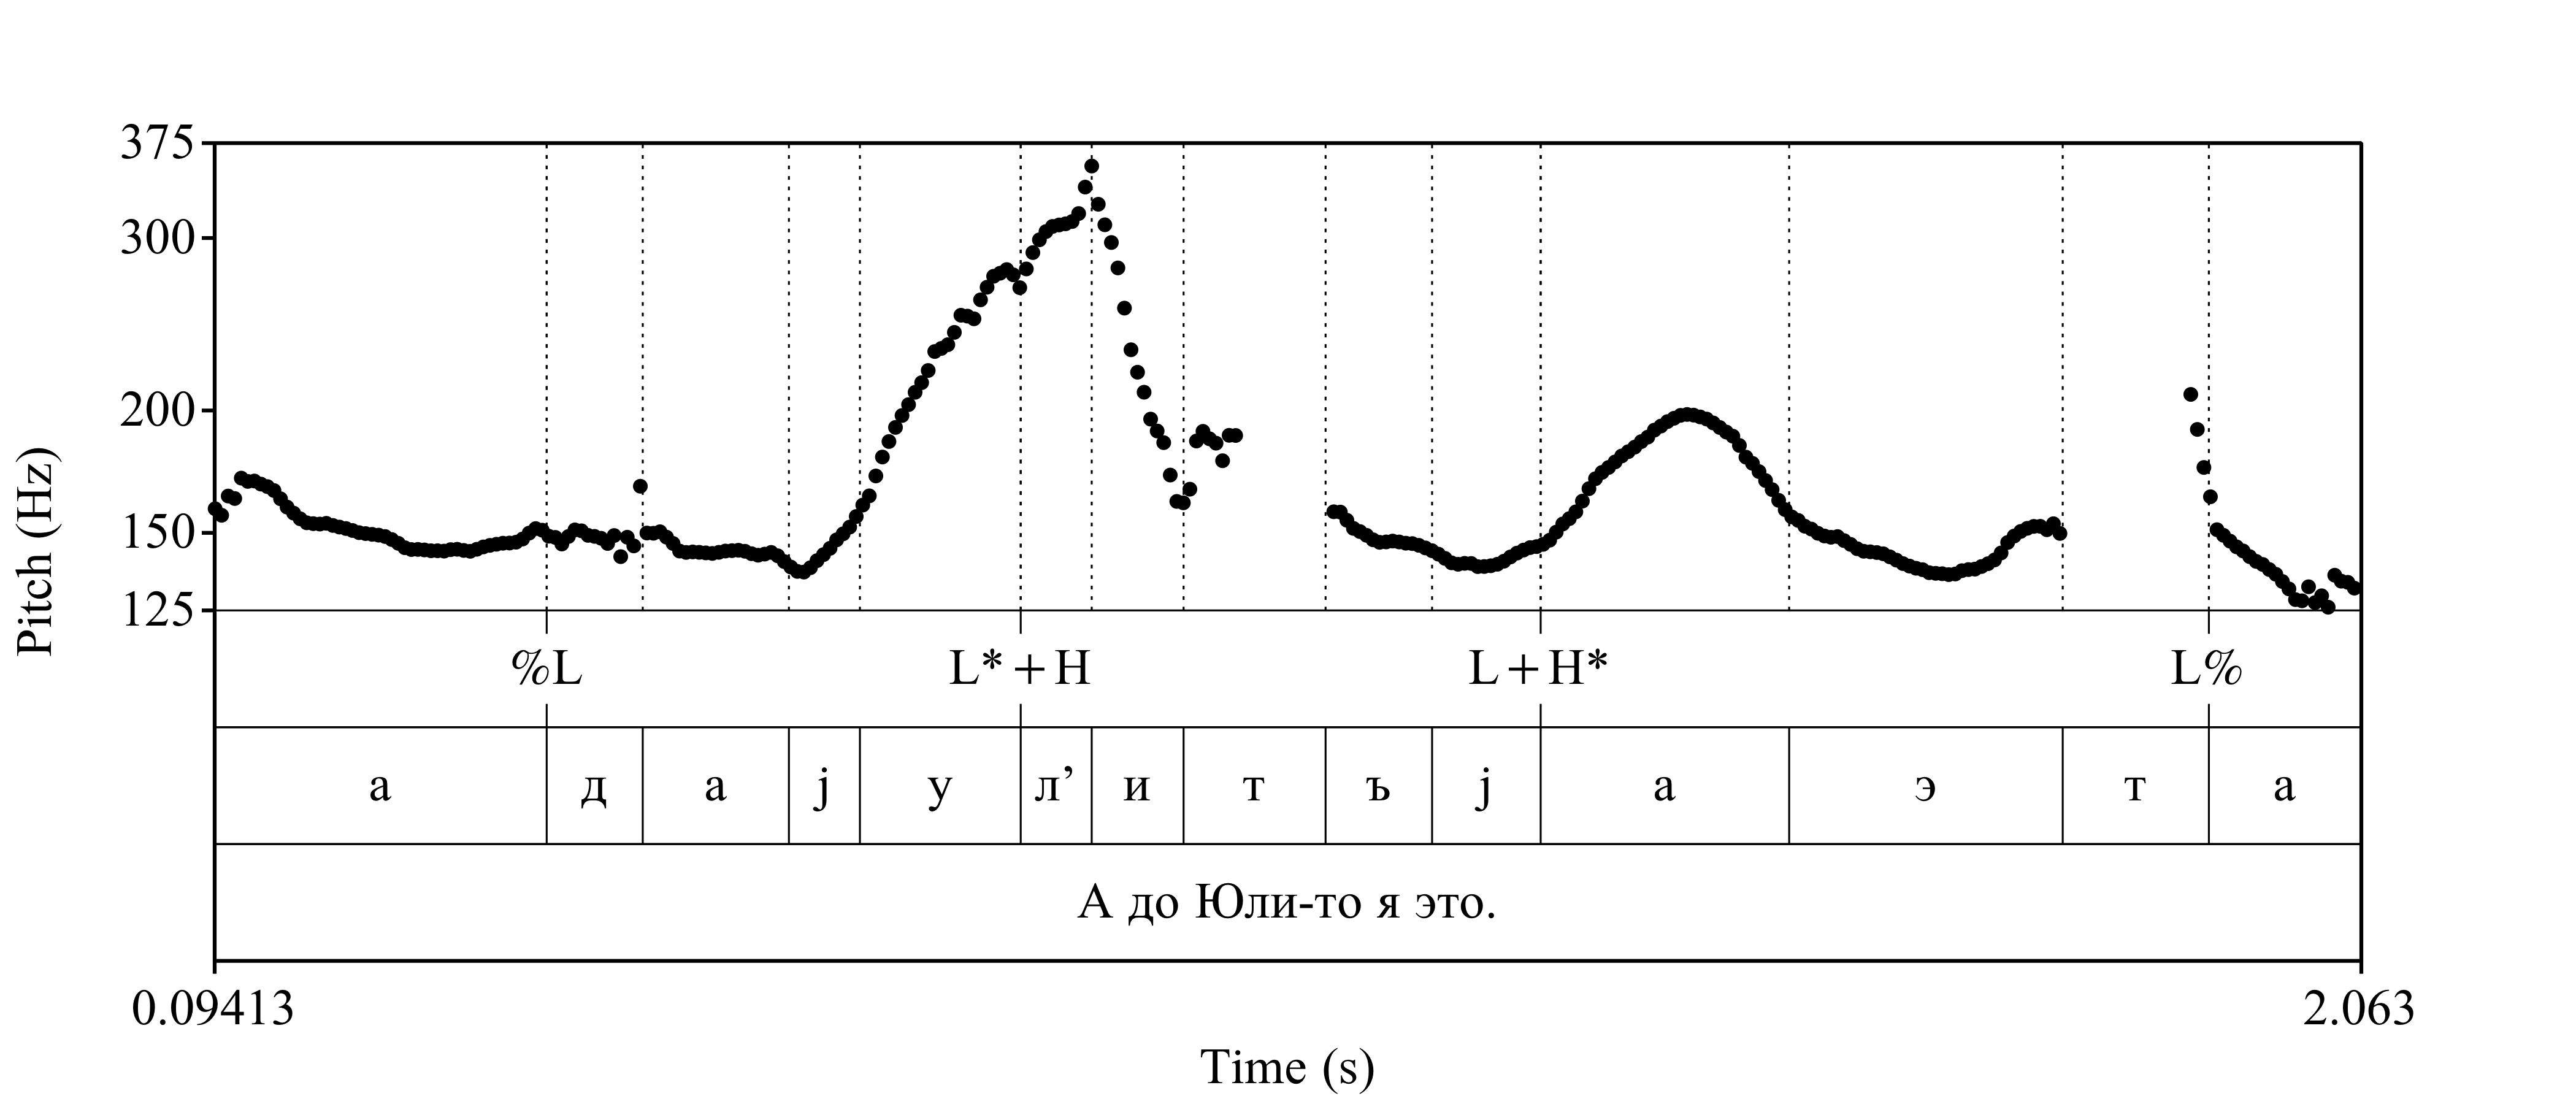 375
300
200
150
125
Pitch (Hz)
%L L*+H L+H* L%
а д а j у л’ и т ъ j а э т а
А до Юли-то я это.
0.09413 2.063
Time (s)